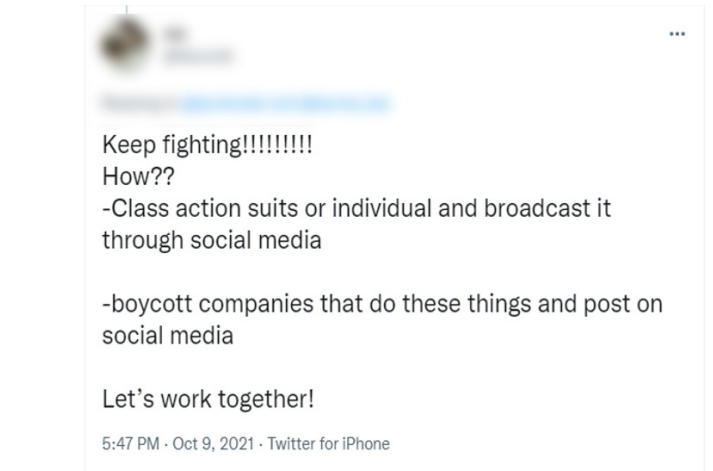 Keep fighting!!!!!!!!!
How??
-Class action suits or individual and broadcast it
through social media
-boycott companies that do these things and post on
social media
Let's work together!
5:47 PM · Oct 9, 2021 · Twitter for iPhone